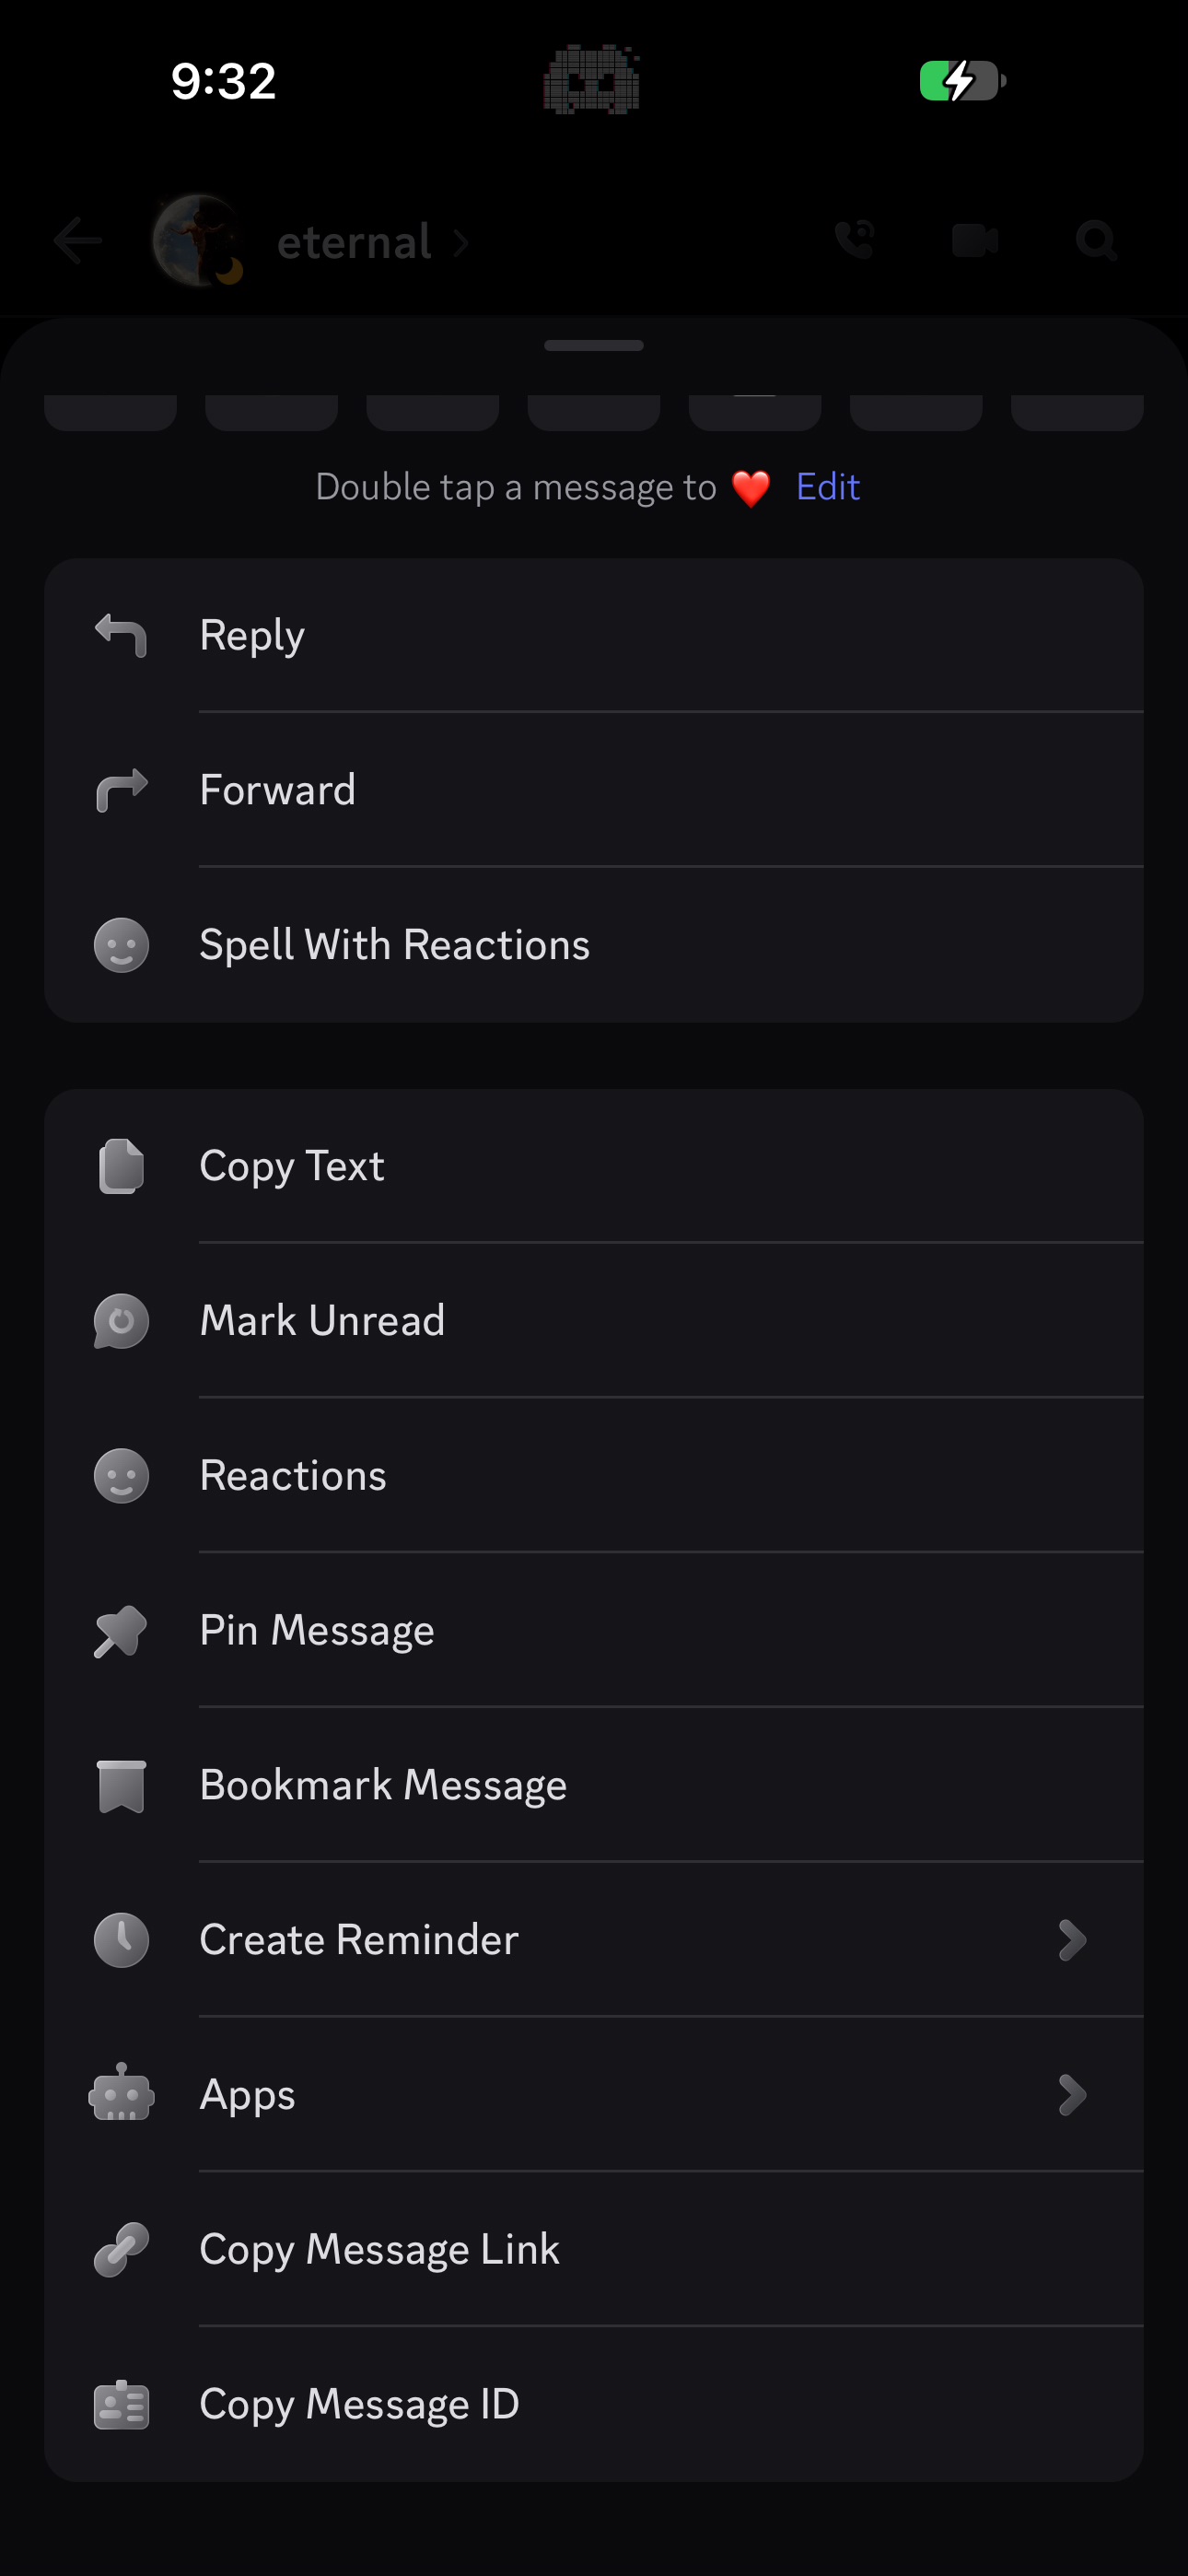 9:32
eternal
Double tap a message to ❤️ Edit
Reply
Forward
Spell With Reactions
Copy Text
Mark Unread
Reactions
Pin Message
Bookmark Message
Create Reminder
Apps
Copy Message Link
Copy Message ID